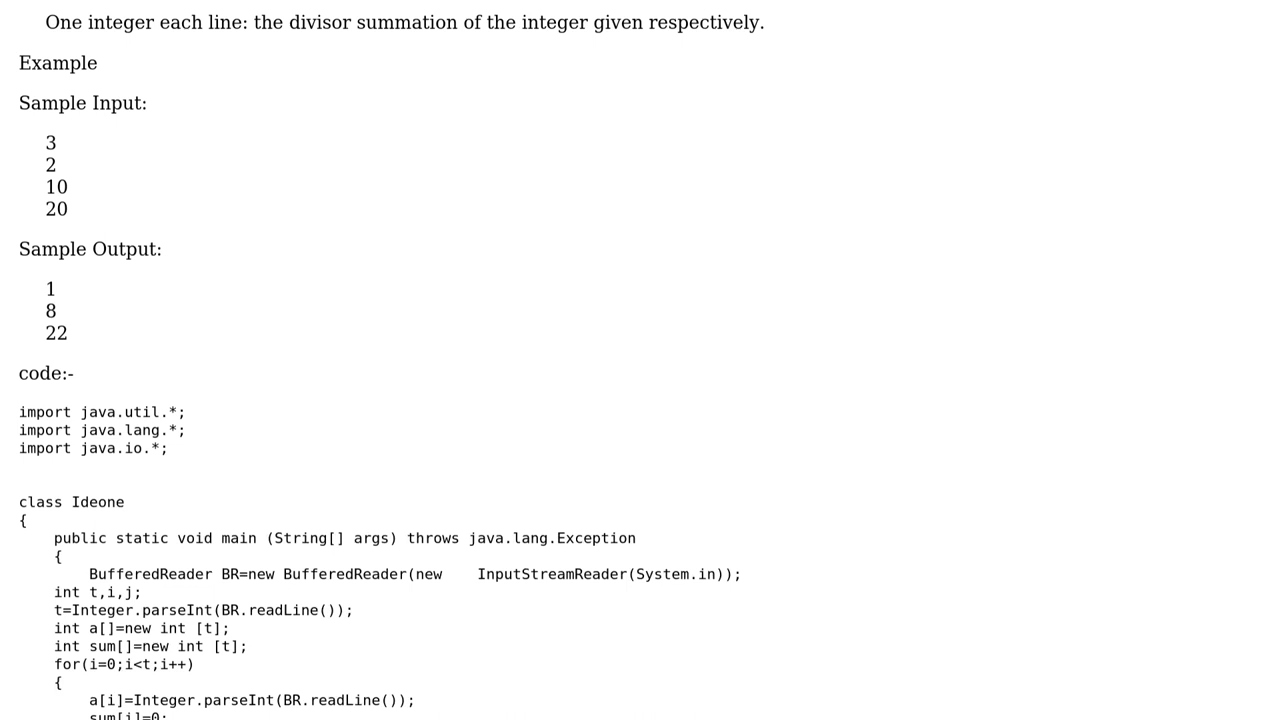 One integer each line: the divisor summation of the integer given respectively.
Example
Sample Input:
3
2
10
20
Sample Output:
1
8
22
code:-
import java.util.*;
import java.lang.*;
import java.io.*;
class Ideone
{
    public static void main (String[] args) throws java.lang.Exception
    {
        BufferedReader BR=new BufferedReader(new    InputStreamReader(System.in));
    int t,i,j;
    t=Integer.parseInt(BR.readLine());
    int a[]=new int [t];
    int sum[]=new int [t];
    for(i=0;i<t;i++)
    {
        a[i]=Integer.parseInt(BR.readLine());
        sum[i]=0;